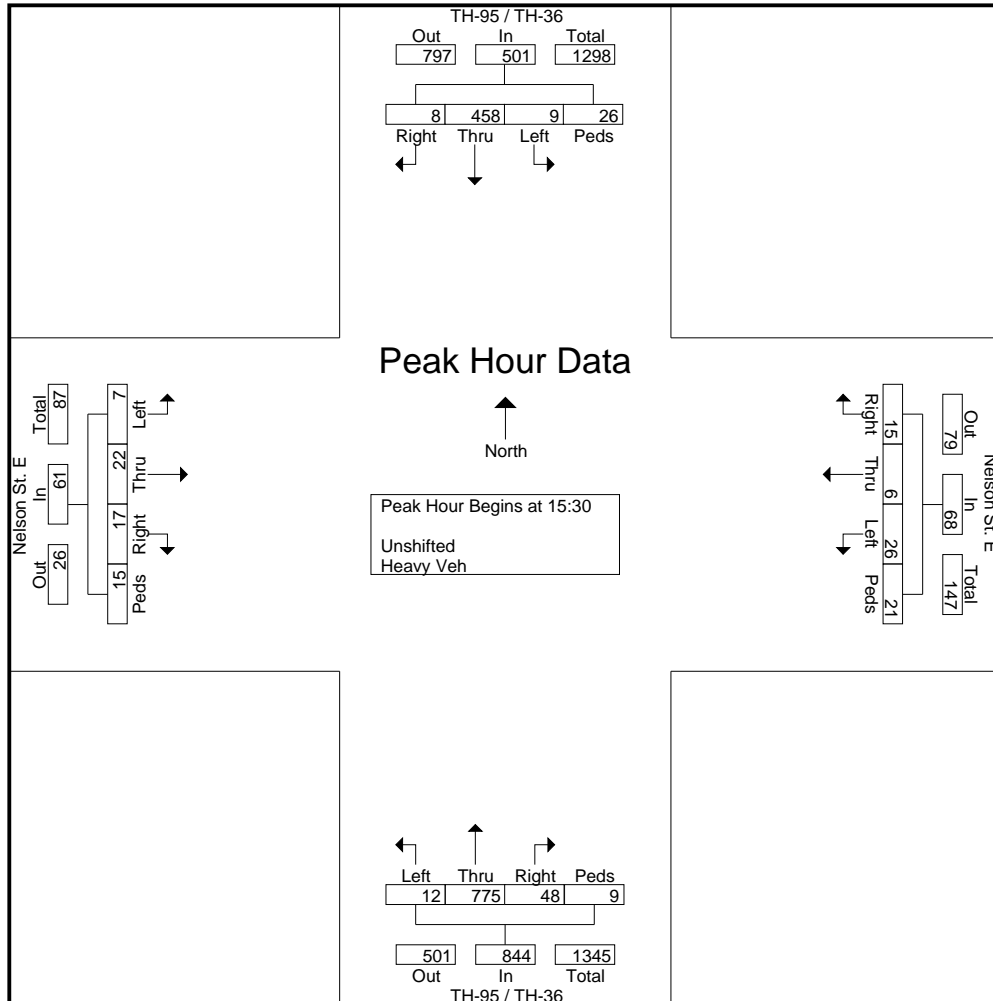 TH-95 / TH-36
Out In Total
797 501 1298
8 458 9 26
Right Thru Left Peds
Peak Hour Data
North
Peak Hour Begins at 15:30
Unshifted
Heavy Veh
Nelson St. E
Out In Total
26 61 87
15 17 22 7
Peds Right Thru Left
Nelson St. E
Out In Total
79 68 147
15 6 26 21
Right Thru Left Peds
Left Thru Right Peds
12 775 48 9
501 844 1345
Out In Total
TH-95 / TH-36